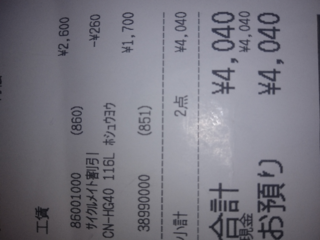 工賃
86001000 (860) ¥2,600
サイクルメイト割引1 -¥260
CN-HG40 116L ホシュウヨウ
38990000 (851) ¥1,700
小計 2点 ¥4,040
合計 ¥4,040
現金 ¥4,040
お預り ¥4,040